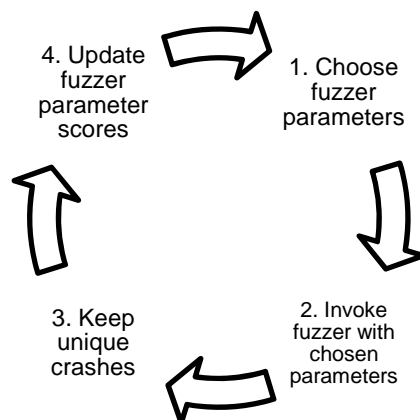 1. Choose
fuzzer
parameters
2. Invoke
fuzzer with
chosen
parameters
3. Keep
unique
crashes
4. Update
fuzzer
parameter
scores